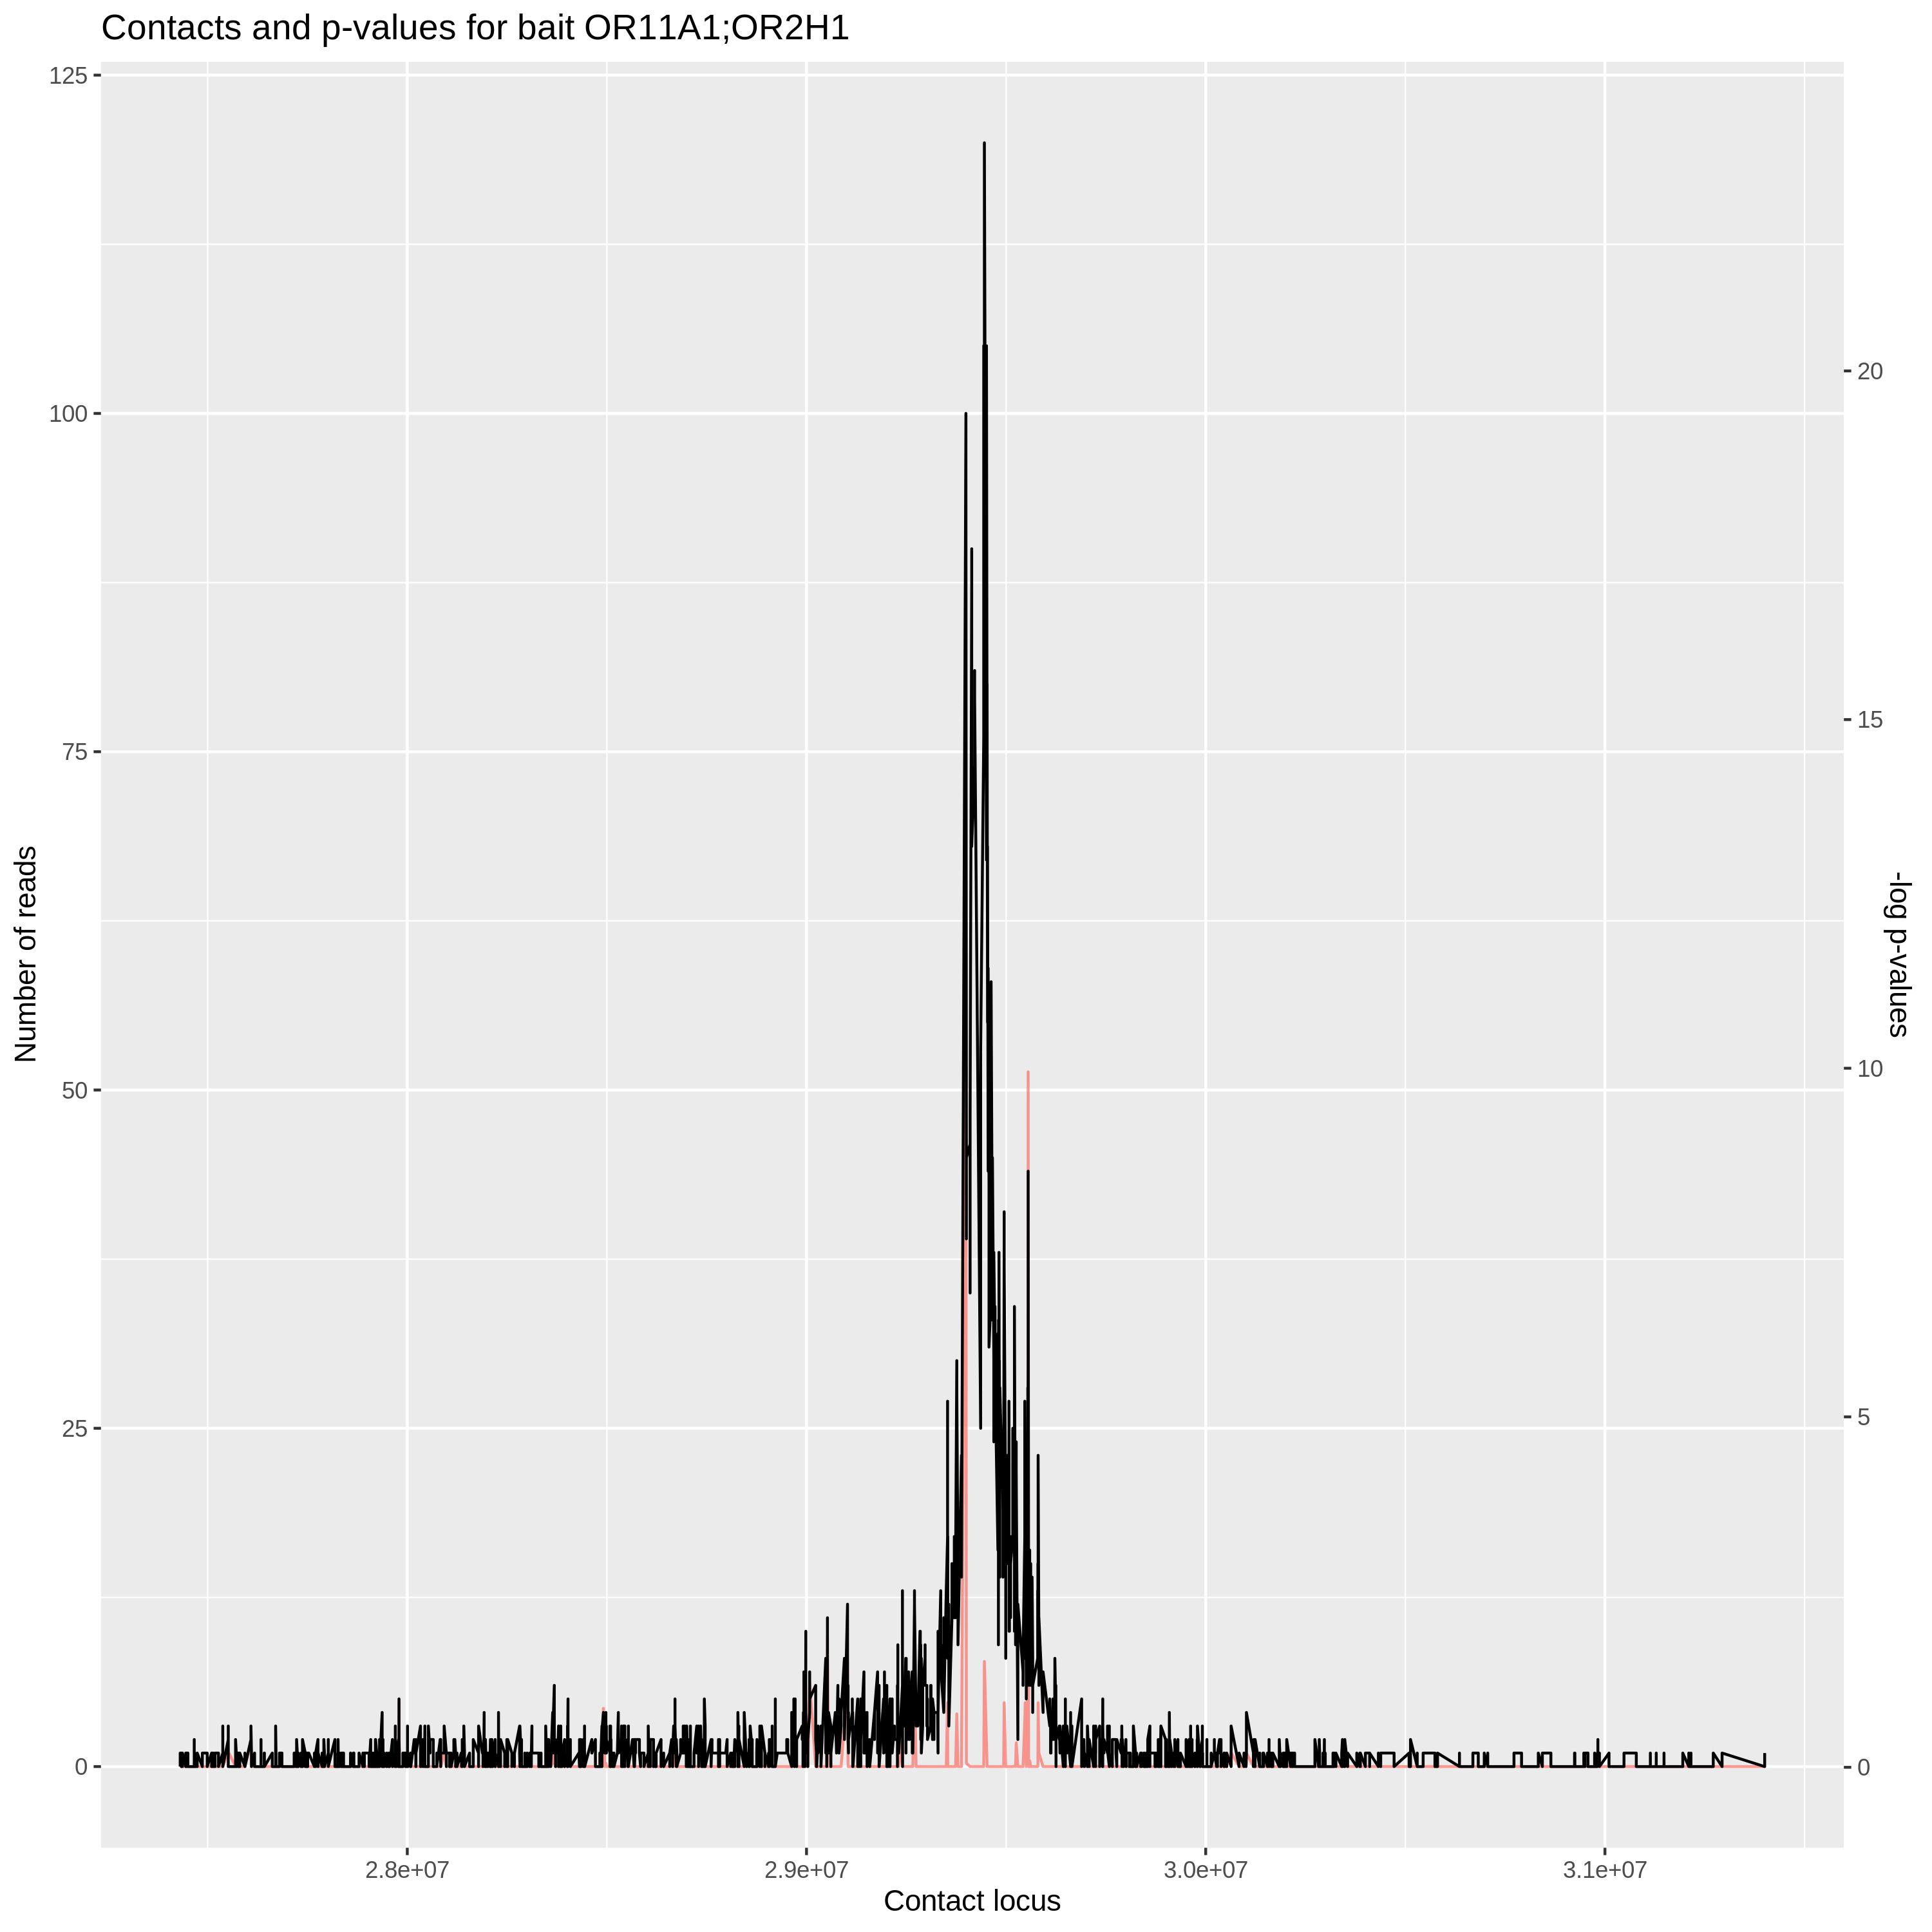 Contacts and p-values for bait OR11A1;OR2H1
125
100
75
50
25
0
Number of reads
20
15
10
5
0
-log p-values
2.8e+07
2.9e+07
3.0e+07
3.1e+07
Contact locus